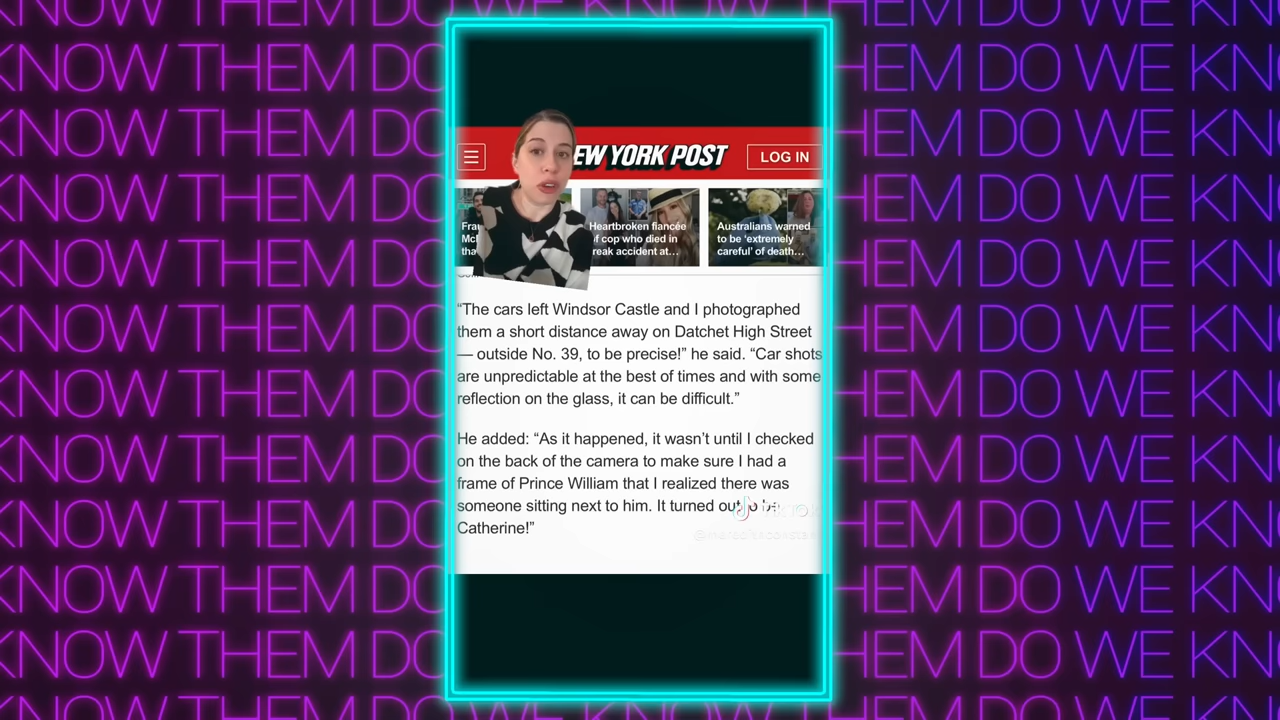 KNOW THEM DO WE KNOW THEM DO WE KNOW THEM DO WE KN
NEW YORK POST
LOG IN
Heartbroken fiancée
of cop who died in
freak accident at...
Australians warned
to be ‘extremely
careful’ of death...
“The cars left Windsor Castle and I photographed
them a short distance away on Datchet High Street
— outside No. 39, to be precise!” he said. “Car shots
are unpredictable at the best of times and with some
reflection on the glass, it can be difficult.”
He added: “As it happened, it wasn’t until I checked
on the back of the camera to make sure I had a
frame of Prince William that I realized there was
someone sitting next to him. It turned out to be
Catherine!”
TikTok